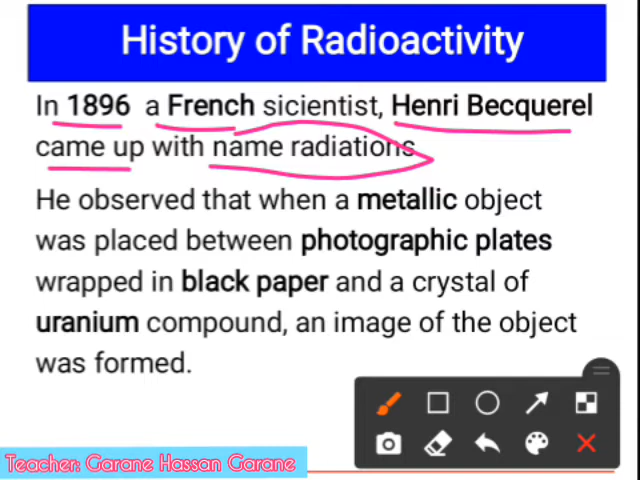 History of Radioactivity
In 1896 a French sicientist, Henri Becquerel
came up with name radiations
He observed that when a metallic object
was placed between photographic plates
wrapped in black paper and a crystal of
uranium compound, an image of the object
was formed.
Teacher: Garane Hassan Garane